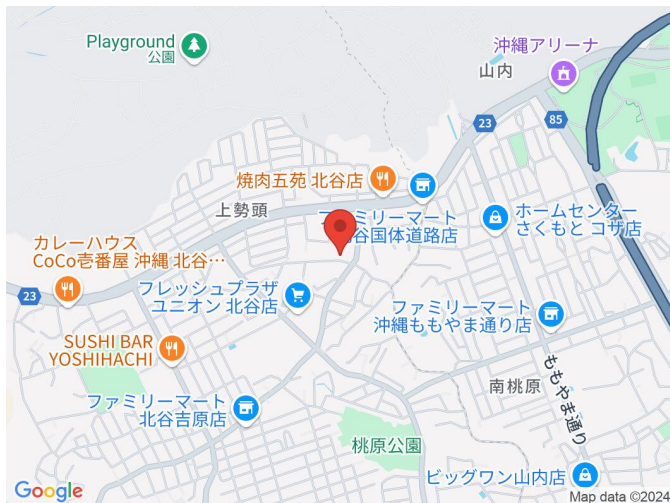 Playground
公園
沖縄アリーナ
山内
23
85
焼肉五苑 北谷店
上勢頭
ファミリーマート
北谷国体道路店
ホームセンター
さくもと コザ店
カレーハウス
CoCo壱番屋 沖縄 北谷…
23
フレッシュプラザ
ユニオン 北谷店
ファミリーマート
沖縄ももやま通り店
SUSHI BAR
YOSHIHACHI
南桃原
ももやま通り
ファミリーマート
北谷吉原店
桃原公園
ビッグワン山内店
Google
Map data ©2024